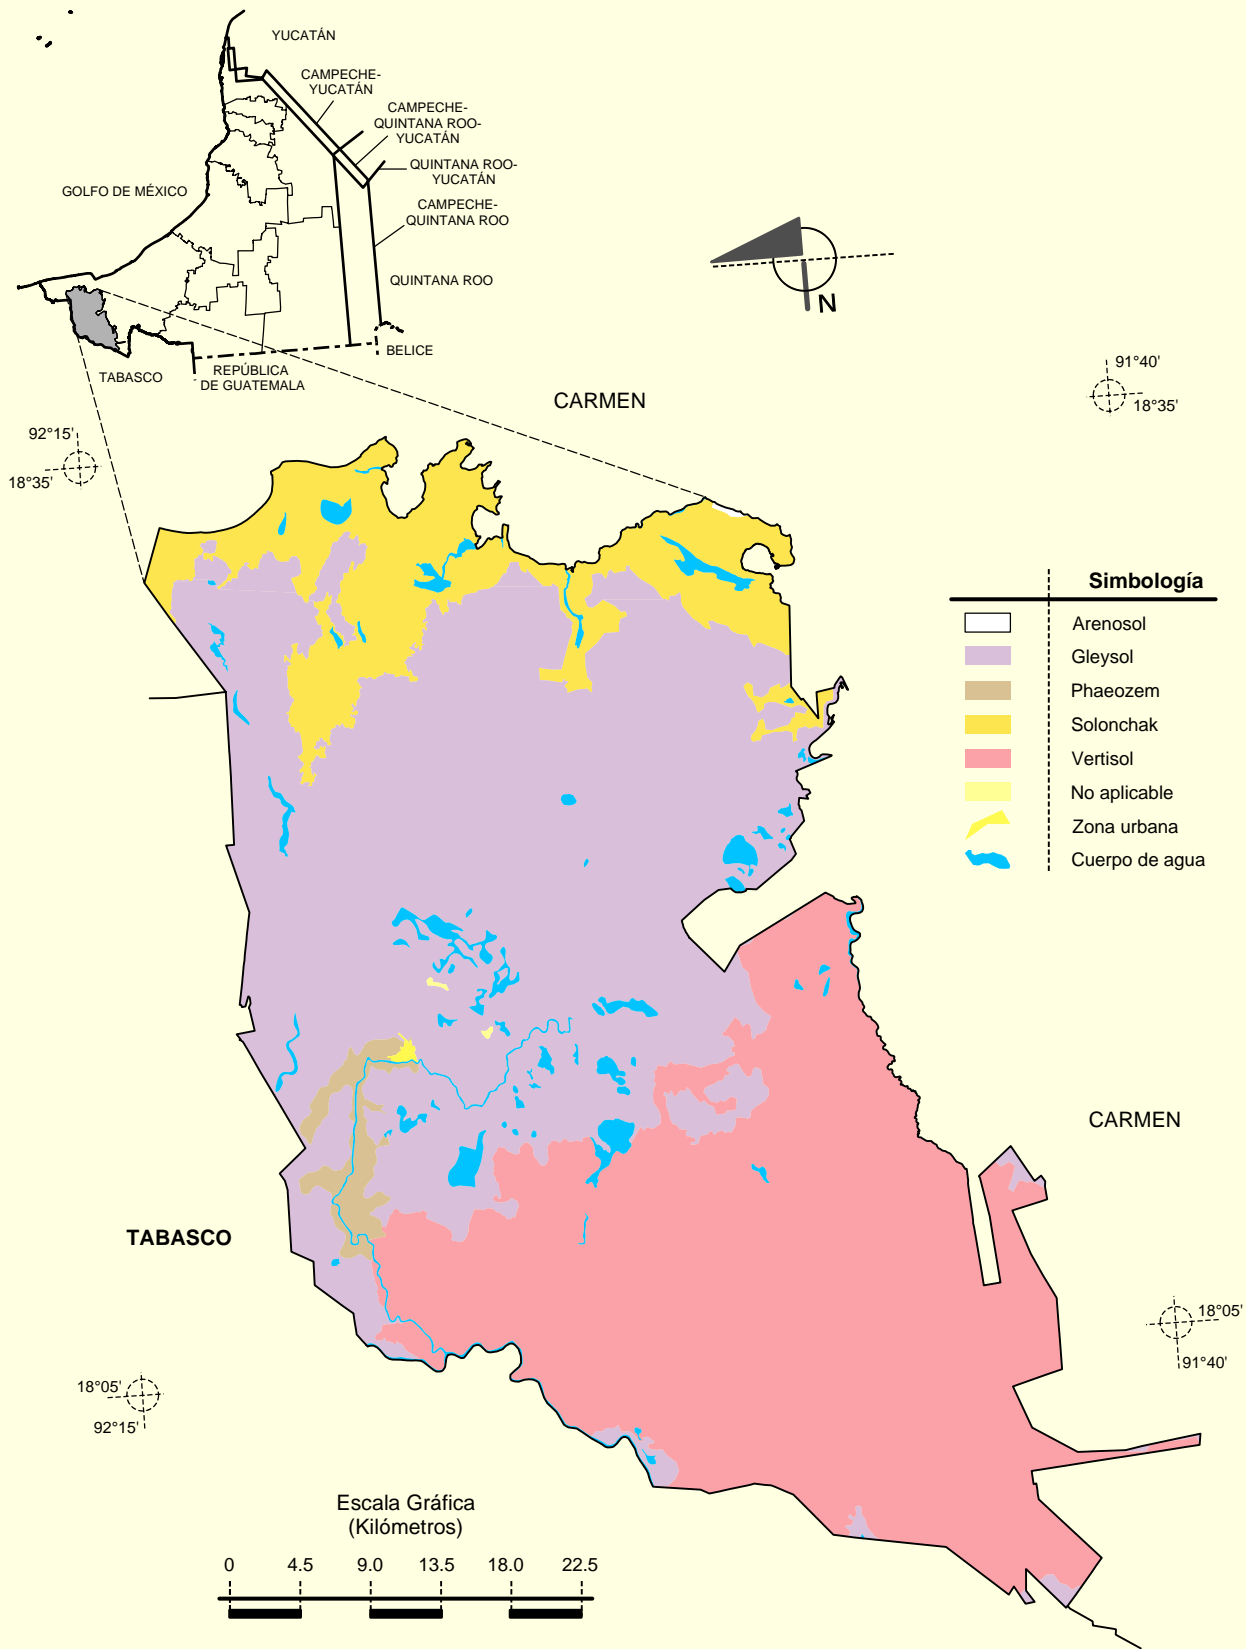 YUCATÁN
CAMPECHE-
YUCATÁN
CAMPECHE-
QUINTANA ROO-
YUCATÁN
QUINTANA ROO-
YUCATÁN
GOLFO DE MÉXICO
CAMPECHE-
QUINTANA ROO
QUINTANA ROO
BELICE
REPÚBLICA
DE GUATEMALA
TABASCO
N
CARMEN
91°40'
18°35'
92°15'
18°35'
Simbología
Arenosol
Gleysol
Phaeozem
Solonchak
Vertisol
No aplicable
Zona urbana
Cuerpo de agua
CARMEN
TABASCO
18°05'
91°40'
18°05'
92°15'
Escala Gráfica
(Kilómetros)
0 4.5 9.0 13.5 18.0 22.5